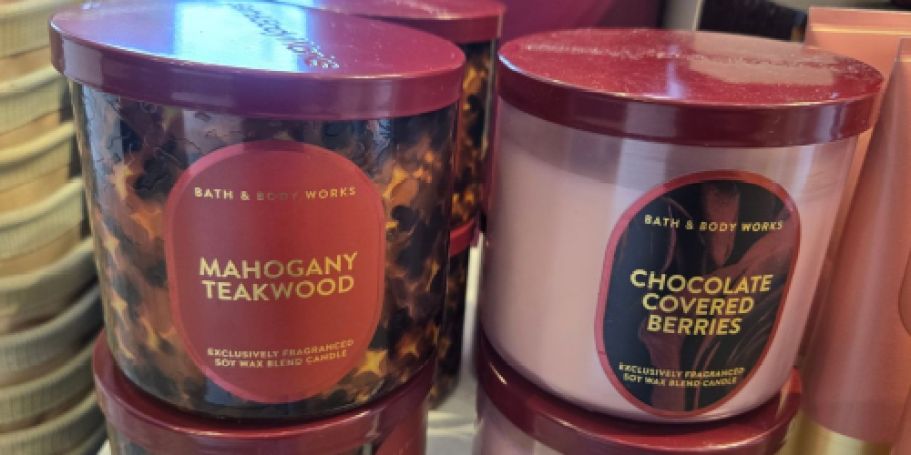 BATH & BODY WORKS
MAHOGANY
TEAKWOOD
EXCLUSIVELY FRAGRANCED
SOY WAX BLEND CANDLE
BATH & BODY WORKS
CHOCOLATE
COVERED
BERRIES
EXCLUSIVELY FRAGRANCED
SOY WAX BLEND CANDLE